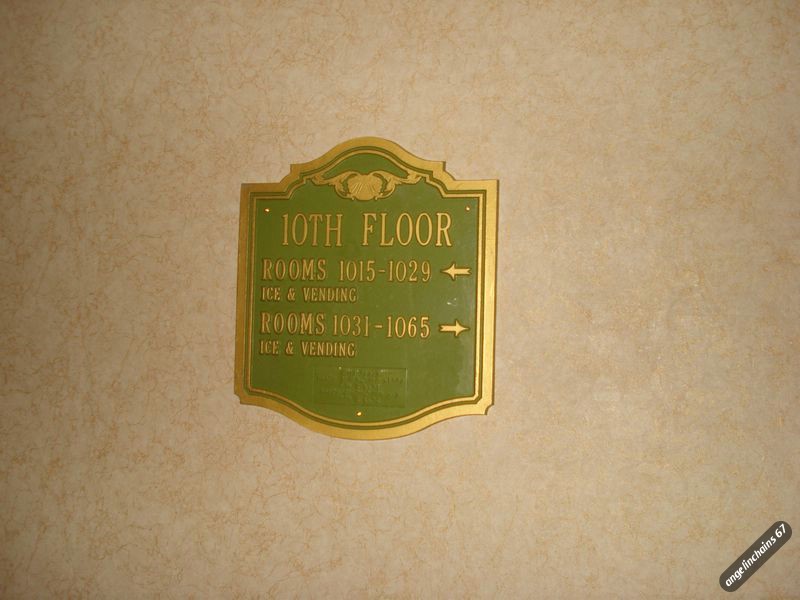 10TH FLOOR
ROOMS 1015-1029 ←
ICE & VENDING
ROOMS 1031-1065 →
ICE & VENDING
angelinchains 67